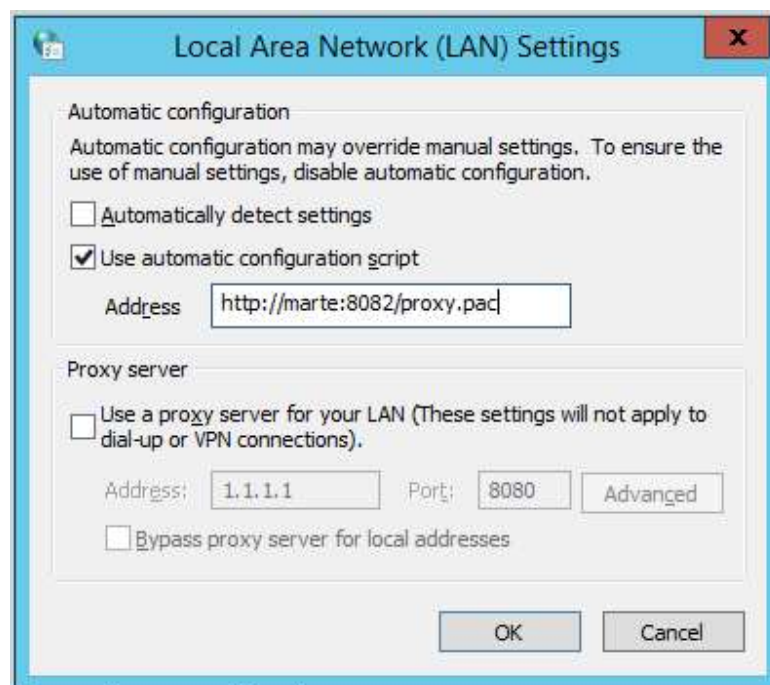 Local Area Network (LAN) Settings
x
Automatic configuration
Automatic configuration may override manual settings. To ensure the
use of manual settings, disable automatic configuration.
Automatically detect settings
Use automatic configuration script
Address
http://marte:8082/proxy.pac
Proxy server
Use a proxy server for your LAN (These settings will not apply to
dial-up or VPN connections).
Address:
1.1.1.1
Port:
8080
Advanced
Bypass proxy server for local addresses
OK
Cancel